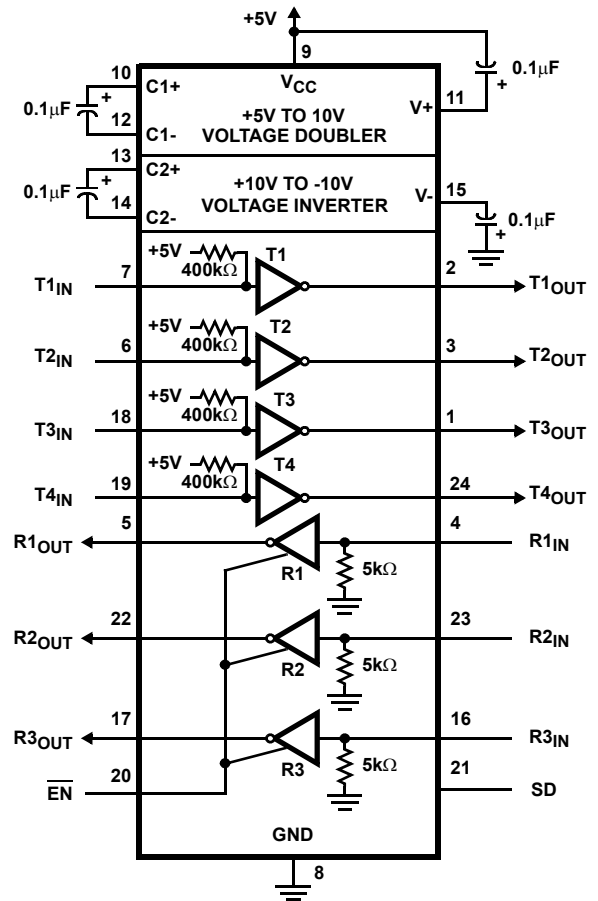 +5V
9
10
C1+
VCC
0.1μF
+
+
0.1μF
+5V TO 10V
VOLTAGE DOUBLER
V+
11
12
C1-
13
C2+
0.1μF
+
+10V TO -10V
VOLTAGE INVERTER
V-
15
14
C2-
0.1μF
+
+5V
400kΩ
T1
T1IN
7
2
T1OUT
+5V
400kΩ
T2
T2IN
6
3
T2OUT
+5V
400kΩ
T3
T3IN
18
1
T3OUT
+5V
400kΩ
T4
T4IN
19
24
T4OUT
R1OUT
5
4
R1IN
R1
5kΩ
R2OUT
22
23
R2IN
R2
5kΩ
R3OUT
17
16
R3IN
R3
5kΩ
EN
20
21
SD
GND
8